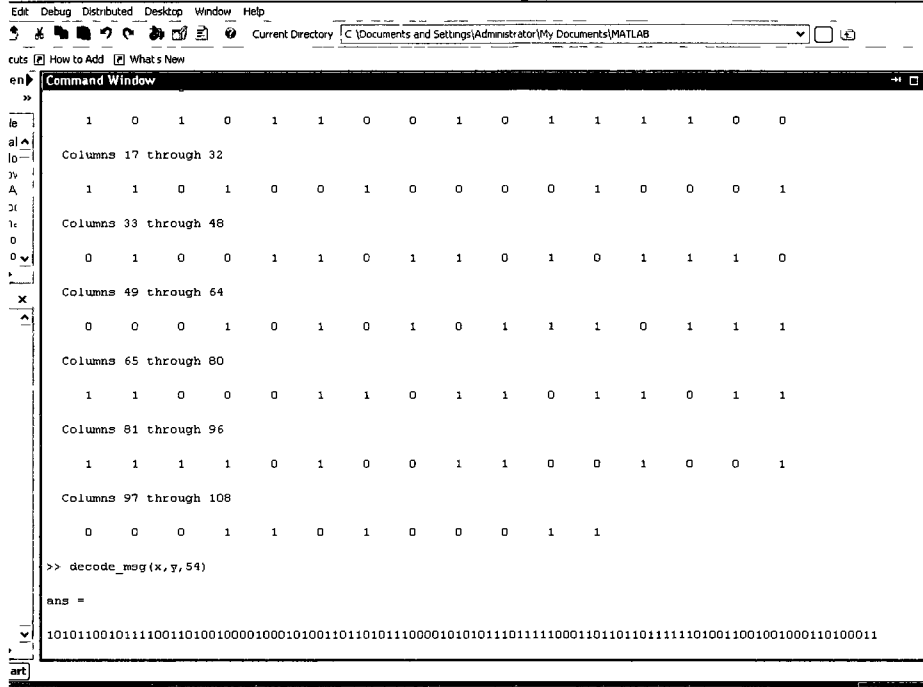 Edit Debug Distributed Desktop Window Help
Current Directory C \Documents and Settings\Administrator\My Documents\MATLAB
cuts How to Add What s New
Command Window
1 0 1 0 1 1 0 0 1 0 1 1 1 1 0 0
Columns 17 through 32
1 1 0 1 0 0 1 0 0 0 0 1 0 0 0 1
Columns 33 through 48
0 1 0 0 1 1 0 1 1 0 1 0 1 1 1 0
Columns 49 through 64
0 0 0 1 0 1 0 1 0 1 1 1 0 1 1 1
Columns 65 through 80
1 1 0 0 0 1 1 0 1 1 0 1 1 0 1 1
Columns 81 through 96
1 1 1 1 0 1 0 0 1 1 0 0 1 0 0 1
Columns 97 through 108
0 0 0 1 1 0 1 0 0 0 1 1
>> decode_msg(x,y,54)
ans =
101011001011110011010010000100010100110110101110000101010111011111000110110110111111010011001001000110100011
art